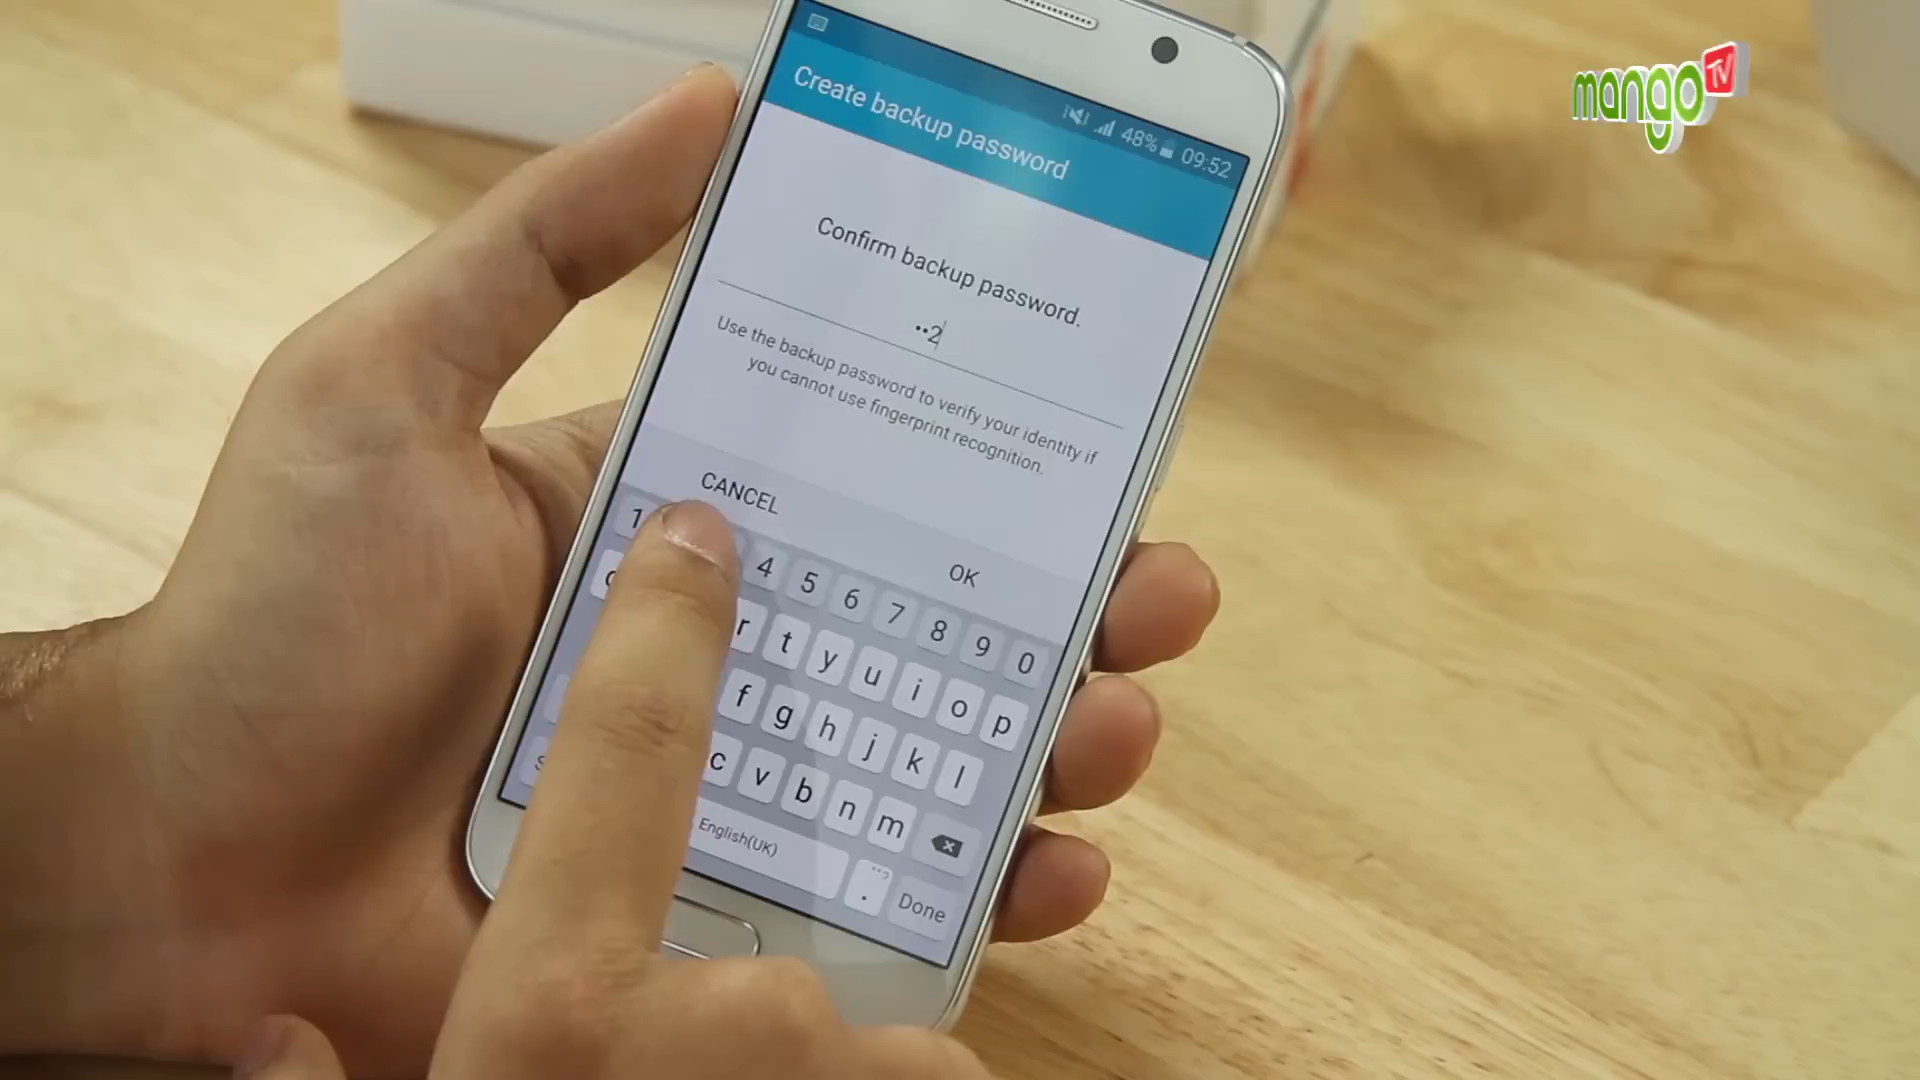 mango TV
48% 09:52
Create backup password
Confirm backup password.
••2
Use the backup password to verify your identity if
you cannot use fingerprint recognition.
CANCEL
OK
1 4 5 6 7 8 9 0
r t y u i o p
f g h j k l
c v b n m
English(UK)
. Done